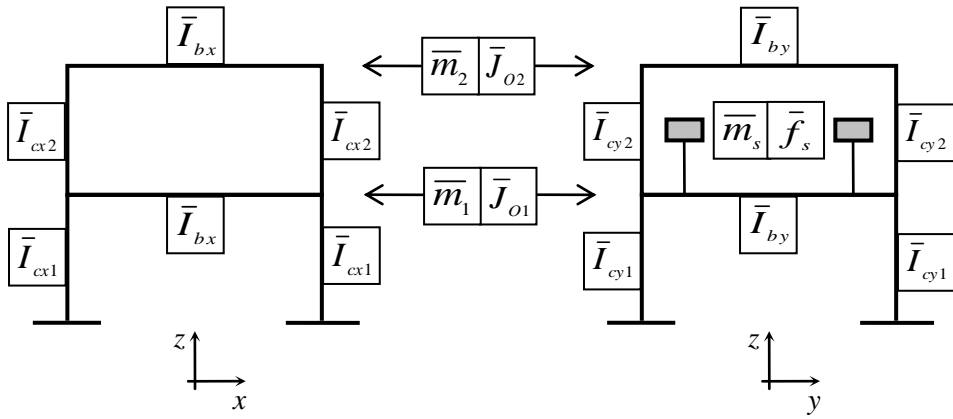 Ī_bx
Ī_by
m̅_2 J̄_O2
Ī_cx2
Ī_cx2
Ī_cy2
m̅_s f̄_s
Ī_cy2
m̅_1 J̄_O1
Ī_bx
Ī_by
Ī_cx1
Ī_cx1
Ī_cy1
Ī_cy1
z
z
x
y